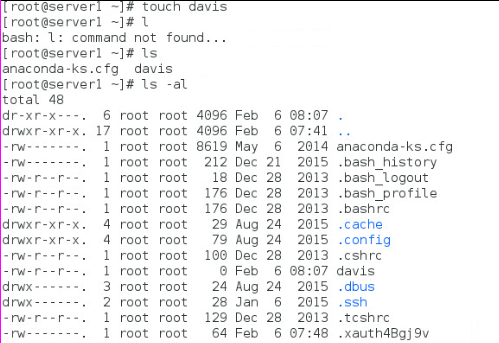 [root@server1 ~]# touch davis
[root@server1 ~]# l
bash: l: command not found...
[root@server1 ~]# ls
anaconda-ks.cfg  davis
[root@server1 ~]# ls -al
total 48
dr-xr-x---.  6 root root 4096 Feb  6 08:07 .
drwxr-xr-x. 17 root root 4096 Feb  6 07:41 ..
-rw-------.  1 root root 8619 May  6  2014 anaconda-ks.cfg
-rw-------.  1 root root  212 Dec 21  2015 .bash_history
-rw-r--r--.  1 root root   18 Dec 28  2013 .bash_logout
-rw-r--r--.  1 root root  176 Dec 28  2013 .bash_profile
-rw-r--r--.  1 root root  176 Dec 28  2013 .bashrc
drwxr-xr-x.  4 root root   29 Aug 24  2015 .cache
drwxr-xr-x.  4 root root   79 Aug 24  2015 .config
-rw-r--r--.  1 root root  100 Dec 28  2013 .cshrc
-rw-r--r--.  1 root root    0 Feb  6 08:07 davis
drwx------.  3 root root   24 Aug 24  2015 .dbus
drwx------.  2 root root   28 Jan  6  2015 .ssh
-rw-r--r--.  1 root root  129 Dec 28  2013 .tcshrc
-rw-------.  1 root root   64 Feb  6 07:48 .xauth4Bgj9v